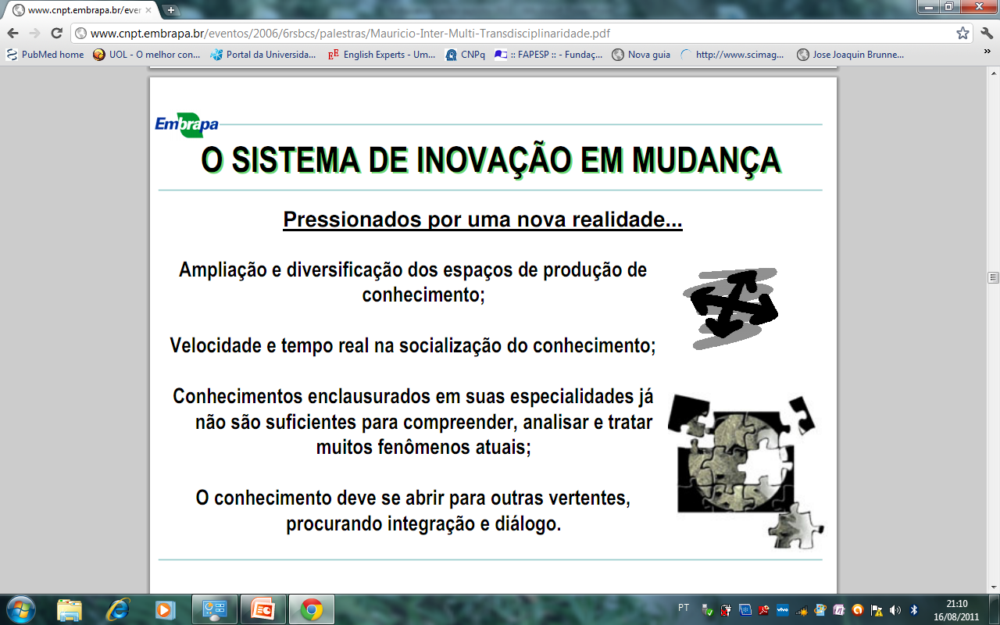 www.cnpt.embrapa.br/even
www.cnpt.embrapa.br/eventos/2006/6rsbcs/palestras/Mauricio-Inter-Multi-Transdisciplinaridade.pdf
PubMed home
UOL - O melhor con...
Portal da Universida...
English Experts - Um...
CNPq
:: FAPESP :: - Fundaç...
Nova guia
http://www.scimag...
Jose Joaquin Brunne...
Embrapa
O SISTEMA DE INOVAÇÃO EM MUDANÇA
Pressionados por uma nova realidade...
Ampliação e diversificação dos espaços de produção de
conhecimento;
Velocidade e tempo real na socialização do conhecimento;
Conhecimentos enclausurados em suas especialidades já
não são suficientes para compreender, analisar e tratar
muitos fenômenos atuais;
O conhecimento deve se abrir para outras vertentes,
procurando integração e diálogo.
PT
21:10
16/08/2011